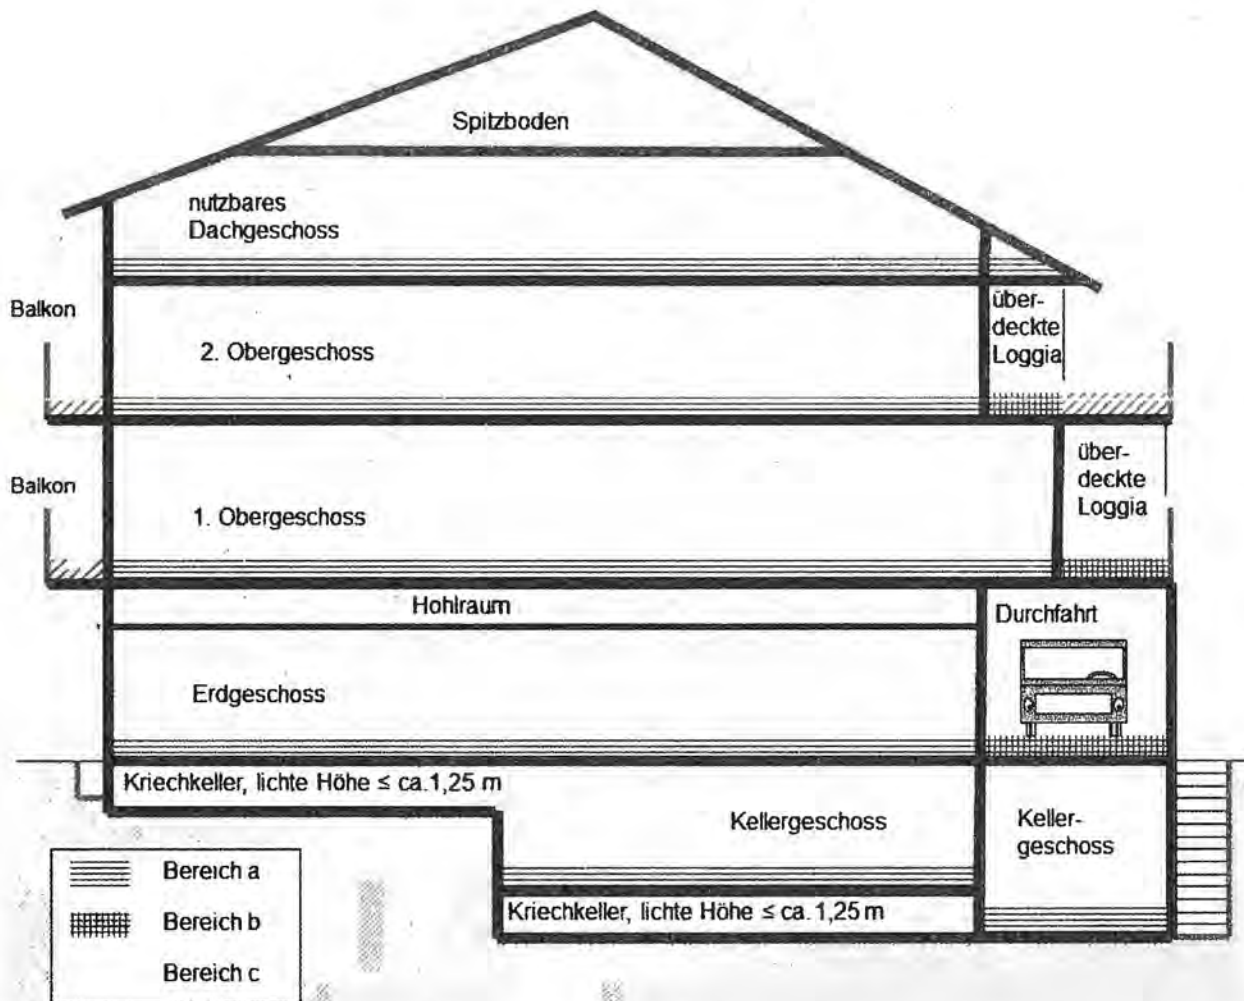 Spitzboden
nutzbares
Dachgeschoss
Balkon
2. Obergeschoss
über-
deckte
Loggia
Balkon
1. Obergeschoss
über-
deckte
Loggia
Hohlraum
Durchfahrt
Erdgeschoss
Kriechkeller, lichte Höhe ≤ ca.1,25 m
Kellergeschoss
Keller-
geschoss
Kriechkeller, lichte Höhe ≤ ca.1,25 m
Bereich a
Bereich b
Bereich c